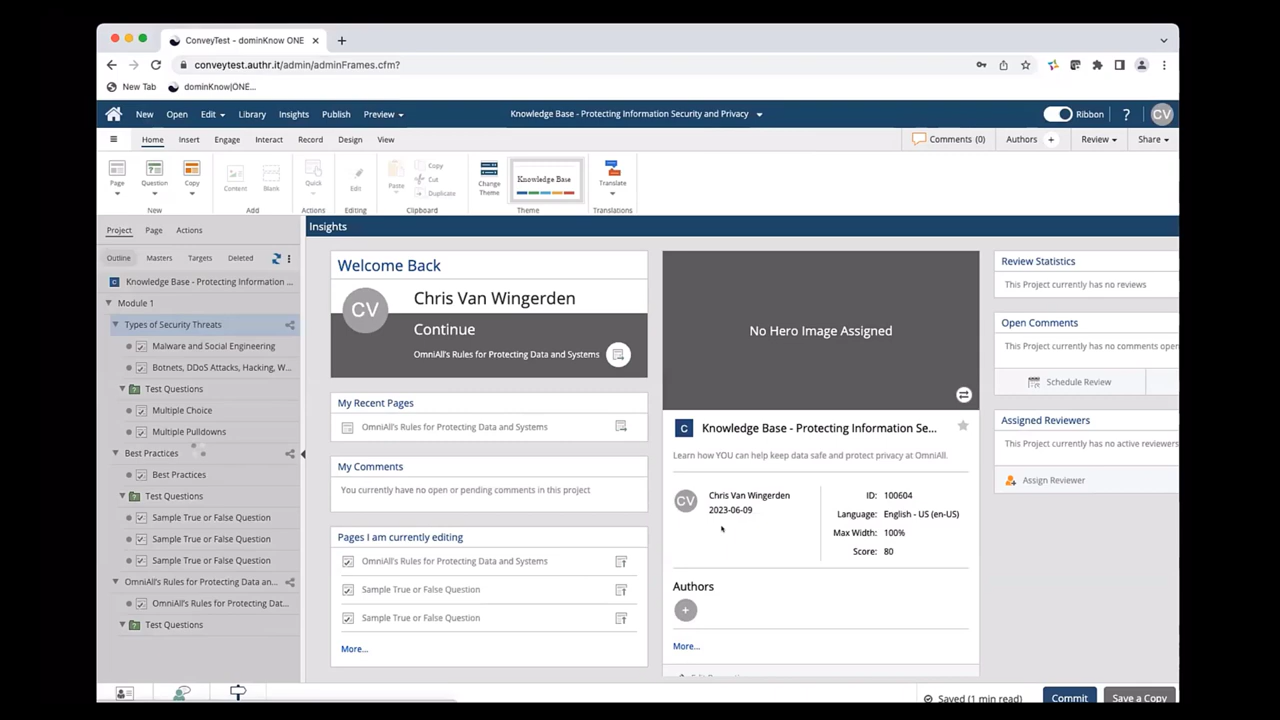 ConveyTest - dominKnow ONE
conveytest.authr.it/admin/adminFrames.cfm?
New Tab
dominKnow|ONE...
New Open Edit Library Insights Publish Preview
Knowledge Base - Protecting Information Security and Privacy
Ribbon ? CV
Home Insert Engage Interact Record Design View
Comments (0) Authors + Review Share
Page Question Copy Content Blank Quick Edit Paste Copy Cut Duplicate Change Theme Knowledge Base Translate
New Add Actions Editing Clipboard Theme Translations
Project Page Actions
Outline Masters Targets Deleted
C Knowledge Base - Protecting Information ...
Module 1
Types of Security Threats
Malware and Social Engineering
Botnets, DDoS Attacks, Hacking, W...
Test Questions
Multiple Choice
Multiple Pulldowns
Best Practices
Best Practices
Test Questions
Sample True or False Question
Sample True or False Question
Sample True or False Question
OmniAll's Rules for Protecting Data an...
OmniAll's Rules for Protecting Dat...
Test Questions
Insights
Welcome Back
CV
Chris Van Wingerden
Continue
OmniAll's Rules for Protecting Data and Systems
My Recent Pages
OmniAll's Rules for Protecting Data and Systems
My Comments
You currently have no open or pending comments in this project
Pages I am currently editing
OmniAll's Rules for Protecting Data and Systems
Sample True or False Question
Sample True or False Question
More...
No Hero Image Assigned
C Knowledge Base - Protecting Information Se...
Learn how YOU can help keep data safe and protect privacy at OmniAll.
CV
Chris Van Wingerden
2023-06-09
ID: 100604
Language: English - US (en-US)
Max Width: 100%
Score: 80
Authors
+
More...
Review Statistics
This Project currently has no reviews
Open Comments
This Project currently has no comments open
Schedule Review
Assigned Reviewers
This Project currently has no active reviewers
Assign Reviewer
Saved (1 min read)
Commit
Save a Copy